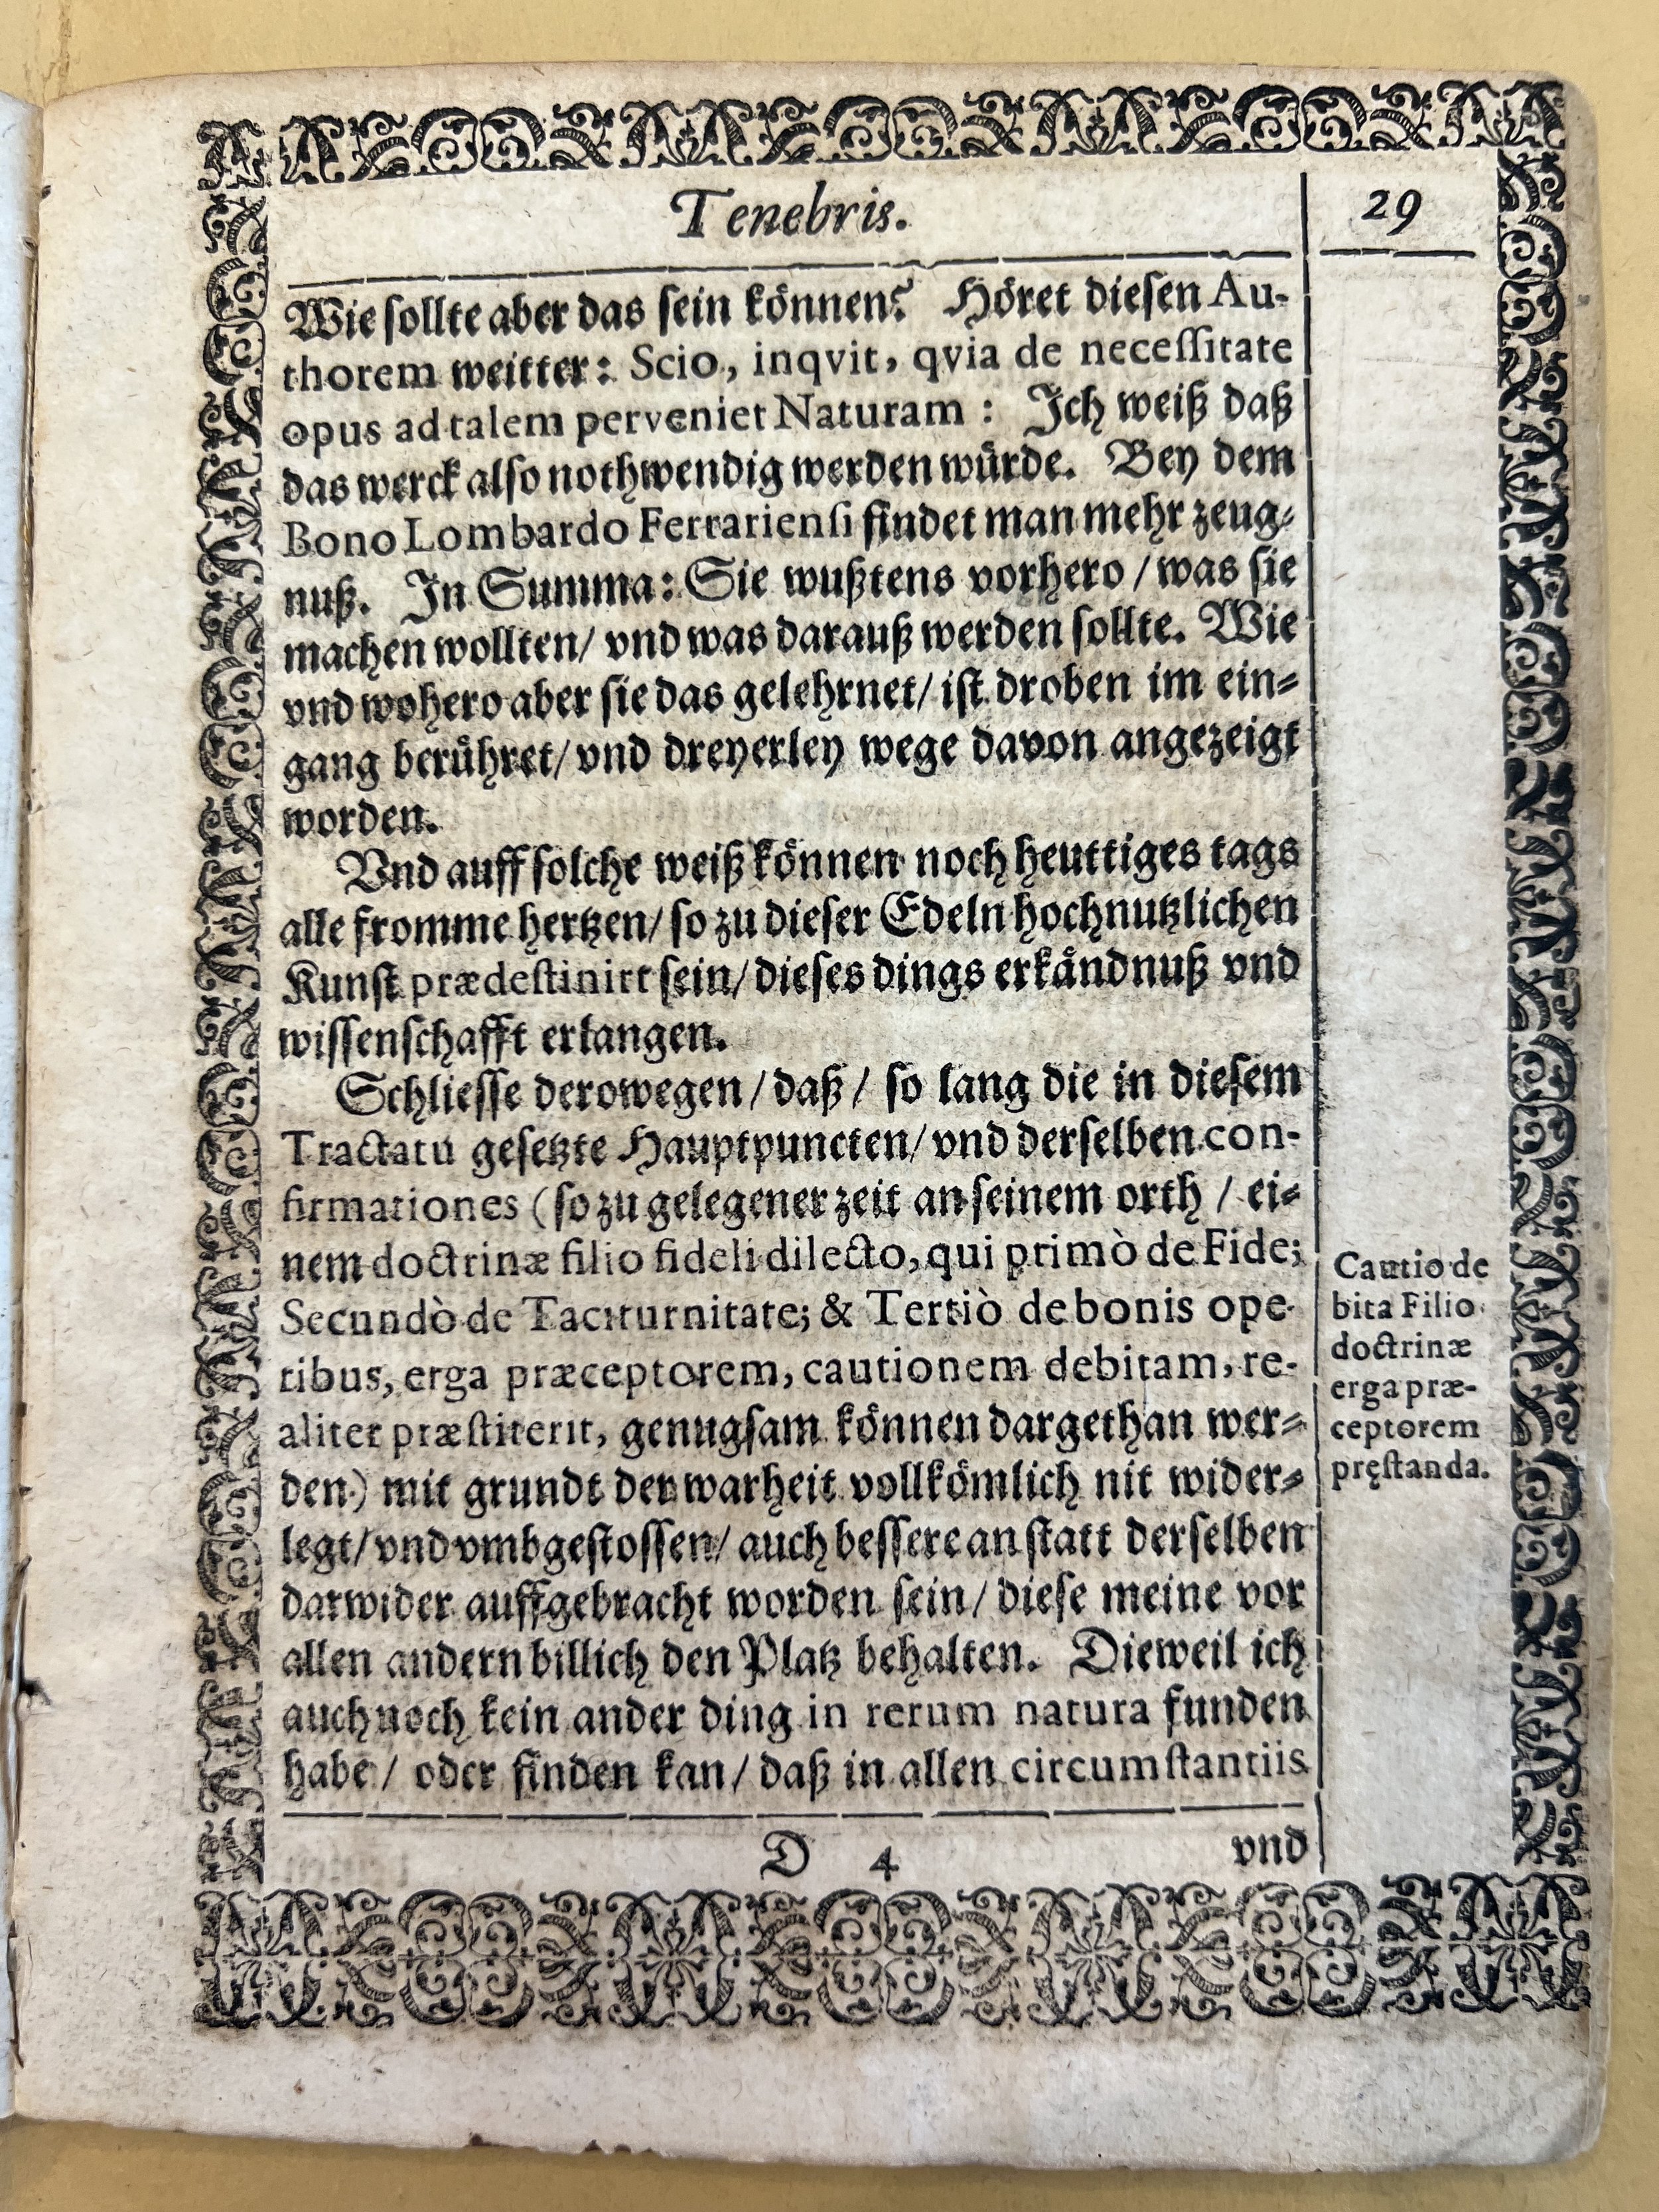 Tenebris.
29
Wie sollte aber das sein können? Höret diesen Au-
thorem weitter: Scio, inqvit, qvia de necessitate
opus ad talem perveniet Naturam: Ich weiß daß
das werck also nothwendig werden würde. Bey dem
Bono Lombardo Ferrariensi findet man mehr zeug-
nuß. In Summa: Sie wußtens vorhero / was sie
machen wollten/ vnd was darauß werden sollte. Wie
vnd wohero aber sie das gelehrnet/ ist droben im ein-
gang berühret/ vnd dreyerley wege davon angezeigt
worden.
Vnd auff solche weiß können noch heuttiges tags
alle fromme hertzen/ so zu dieser Edeln hochnutzlichen
Kunst prædestinirt sein/ dieses dings erkändnuß vnd
wissenschafft erlangen.
Schliesse derowegen / daß / so lang die in diesem
Tractatu gesetzte Hauptpuncten/ vnd derselben con-
firmationes (so zu gelegener zeit an seinem orth / ei-
nem doctrinæ filio fideli dilecto, qui primò de Fide;
Secundò de Taciturnitate; & Tertiò de bonis ope-
ribus, erga præceptorem, cautionem debitam, re-
aliter præstiterit, genugsam können dargethan wer-
den) mit grundt der warheit vollkömlich nit wider-
legt/ vnd vmbgestossen/ auch bessere an statt derselben
darwider auffgebracht worden sein/ diese meine vor
allen andern billich den Platz behalten. Dieweil ich
auch noch kein ander ding in rerum natura funden
habe / oder finden kan/ daß in allen circumstantiis
Cautio de
bita Filio
doctrinæ
erga præ-
ceptorem
pręstanda.
D 4
vnd